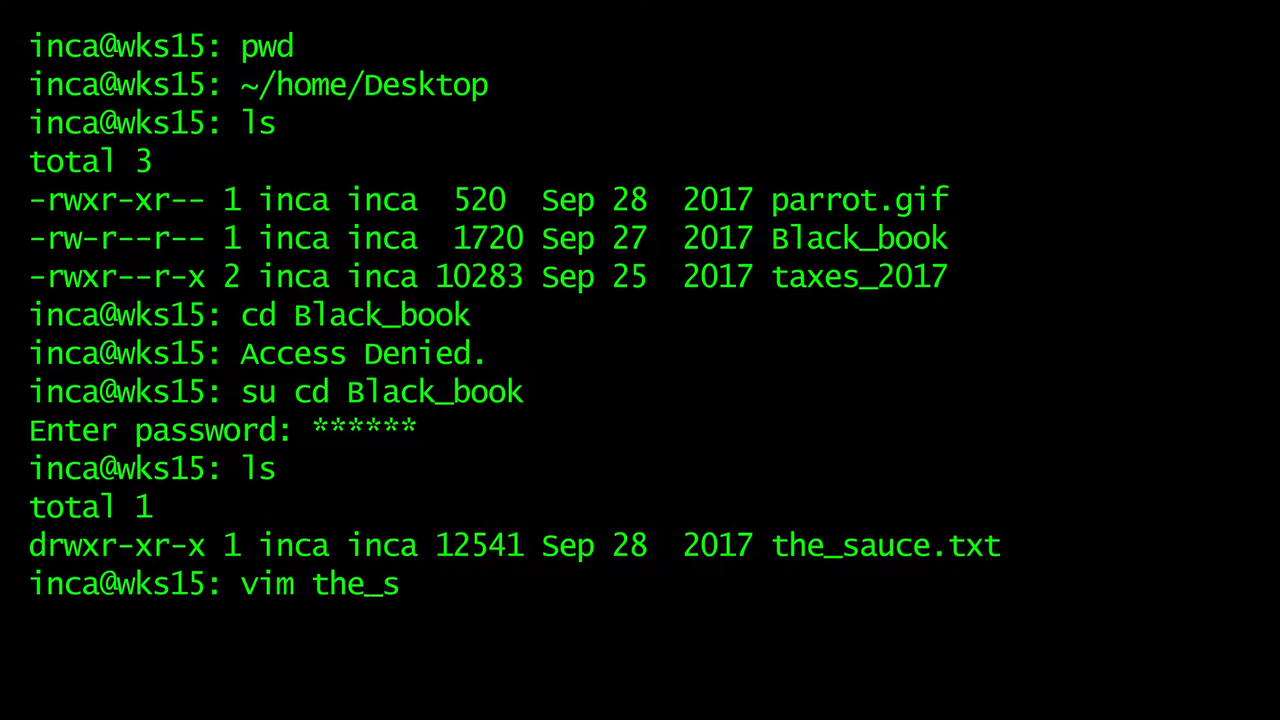 inca@wks15: pwd
inca@wks15: ~/home/Desktop
inca@wks15: ls
total 3
-rwxr-xr-- 1 inca inca  520  Sep 28  2017 parrot.gif
-rw-r--r-- 1 inca inca  1720 Sep 27  2017 Black_book
-rwxr--r-x 2 inca inca 10283 Sep 25  2017 taxes_2017
inca@wks15: cd Black_book
inca@wks15: Access Denied.
inca@wks15: su cd Black_book
Enter password: ******
inca@wks15: ls
total 1
drwxr-xr-x 1 inca inca 12541 Sep 28  2017 the_sauce.txt
inca@wks15: vim the_s